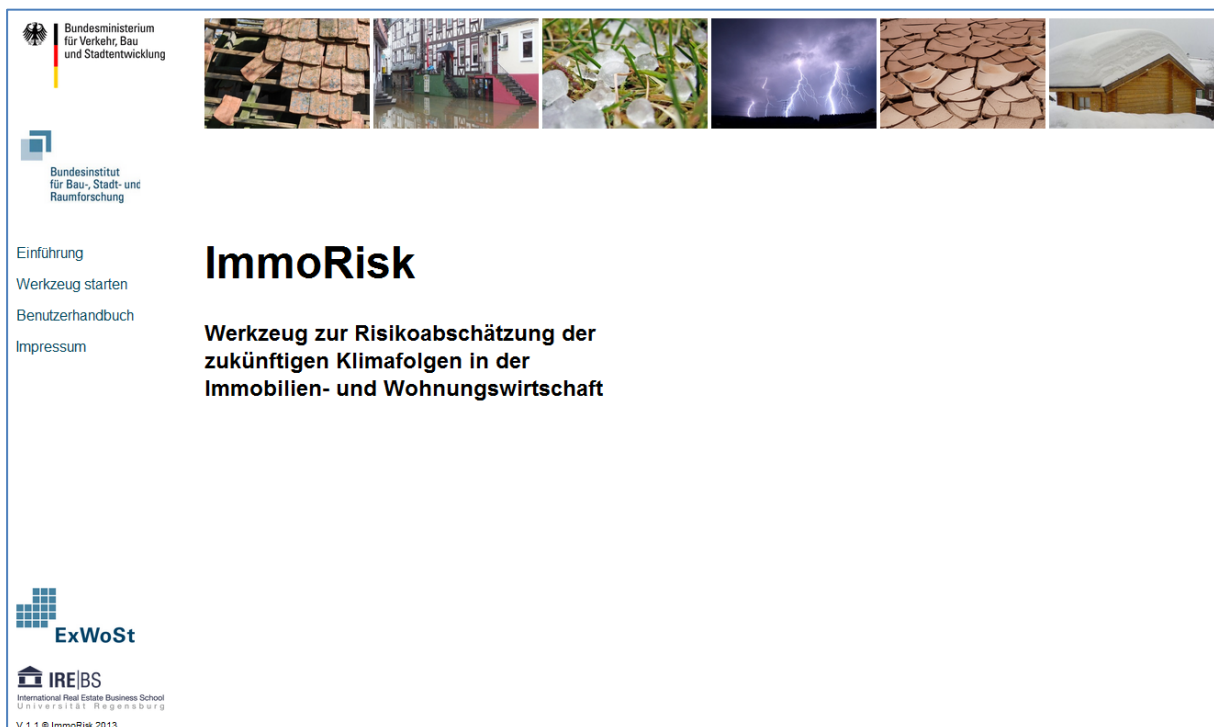 Bundesministerium
für Verkehr, Bau
und Stadtentwicklung
Bundesinstitut
für Bau-, Stadt- und
Raumforschung
Einführung
Werkzeug starten
Benutzerhandbuch
Impressum
ImmoRisk
Werkzeug zur Risikoabschätzung der
zukünftigen Klimafolgen in der
Immobilien- und Wohnungswirtschaft
ExWoSt
IRE|BS
International Real Estate Business School
Universität Regensburg
V 1.1 © ImmoRisk 2013